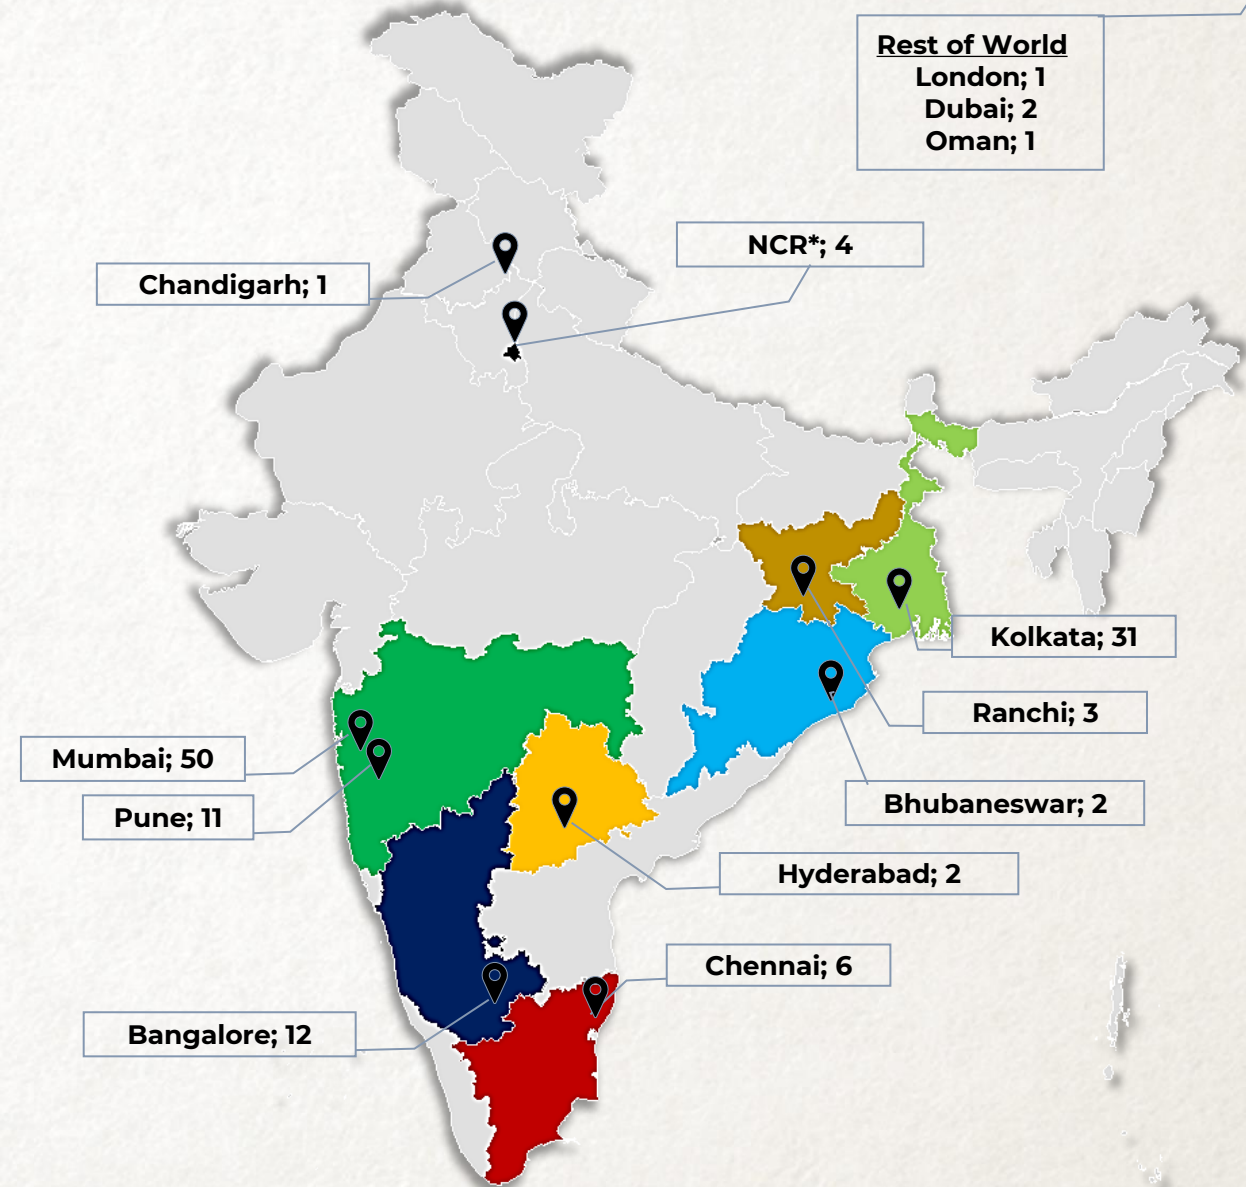 Rest of World
London; 1
Dubai; 2
Oman; 1
NCR*; 4
Chandigarh; 1
Kolkata; 31
Ranchi; 3
Mumbai; 50
Pune; 11
Bhubaneswar; 2
Hyderabad; 2
Chennai; 6
Bangalore; 12